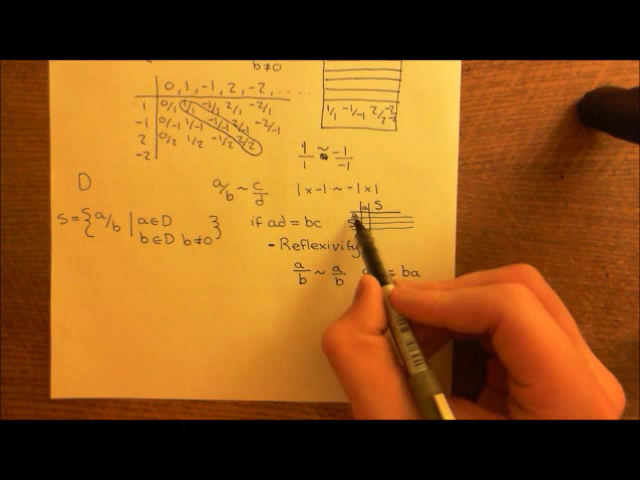 b≠0
0, 1, -1, 2, -2, ....
1 0/1 1/1 -1/1 2/1 -2/1
-1 0/-1 1/-1 -1/-1 2/-1 -2/-1
2 0/2 1/2 -1/2 2/2
-2
1/1 -1/-1 2/2 -2/-2
1/1 ~ -1/-1
D
a/b ~ c/d 1 x -1 ~ -1 x 1
S = { a/b | a∈D
b∈D b≠0 }
if ad = bc
S
- Reflexivity
a/b ~ a/b = ba